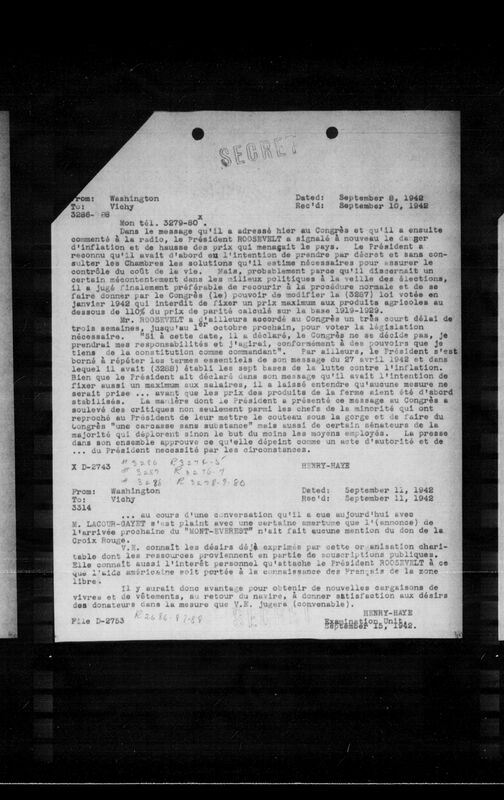 SECRET
From: Washington Dated: September 8, 1942
To: Vichy Rec'd: September 10, 1942
3286- 88
Mon tél. 3279-80 x.
Dans le message qu'il a adressé hier au Congrès et qu'il a ensuite
commenté à la radio, le Président ROOSEVELT a signalé à nouveau le danger
d'inflation et de hausse des prix qui menaçait le pays. Le Président a
reconnu qu'il avait d'abord eu l'intention de prendre par décret et sans con-
sulter les Chambres les solutions qu'il estime nécessaires pour assurer le
contrôle du coût de la vie. Mais, probablement parce qu'il discernait un
certain mécontentement dans les milieux politiques à la veille des élections,
il a jugé finalement préférable de recourir à la procédure normale et de se
faire donner par le Congrès (le) pouvoir de modifier la (3287) loi votée en
janvier 1942 qui interdit de fixer un prix maximum aux produits agricoles au
dessous de 110% du prix de parité calculé sur la base 1919-1929.
Mr. ROOSEVELT a d'ailleurs accordé au Congrès un très court délai de
trois semaines, jusqu'au 1er octobre prochain, pour voter la législation
nécessaire. "Si à cette date, il a déclaré, le Congrès ne se décide pas, je
prendrai mes responsabilités et j'agirai, conformément à des pouvoirs que je
tiens de la constitution comme commandant". Par ailleurs, le Président s'est
borné à répéter les termes essentiels de son message du 27 avril 1942 et dans
lequel il avait (3288) établi les sept bases de la lutte contre l'inflation.
Bien que le Président ait déclaré dans son message qu'il avait l'intention de
fixer aussi un maximum aux salaires, il a laissé entendre qu'aucune mesure ne
serait prise ... avant que les prix des produits de la ferme aient été d'abord
stabilisés. La manière dont le Président a présenté ce message au Congrès a
soulevé des critiques non seulement parmi les chefs de la minorité qui ont
reproché au Président de leur mettre le couteau sous la gorge et de faire du
Congrès "une carcasse sans substance" mais aussi de certain sénateurs de la
majorité qui déplorent sinon le but du moins les moyens employés. La presse
dans son ensemble approuve ce qu'elle dépeint comme un acte d'autorité et de
... du Président nécessité par les circonstances.
X D-2743 HENRY-HAYE
# 3286
# 3287
# 3288
From: Washington Dated: September 11, 1942
To: Vichy Rec'd: September 11, 1942
3314
... au cours d'une conversation qu'il a eue aujourd'hui avec
M. LACOUR-GAYET s'est plaint avec une certaine amertume que l'(annonce) de
l'arrivée prochaine du "MONT-EVEREST" n'ait fait aucune mention du don de la
Croix Rouge.
V.E. connaît les désirs déjà exprimés par cette organisation chari-
table dont les ressources proviennent en partie de souscriptions publiques.
Elle connaît aussi l'interêt personnel qu'attache le Président ROOSEVELT à ce
que l'aide américaine soit portée à la connaissance des Français de la zone
libre.
Il y aurait donc avantage pour obtenir de nouvelles cargaisons de
vivres et de vêtements, au retour du navire, à donner satisfaction aux désirs
des donateurs dans la mesure que V.E. jugera (convenable).
HENRY-HAYE
Examination Unit,
File D-2753 September 15, 1942.